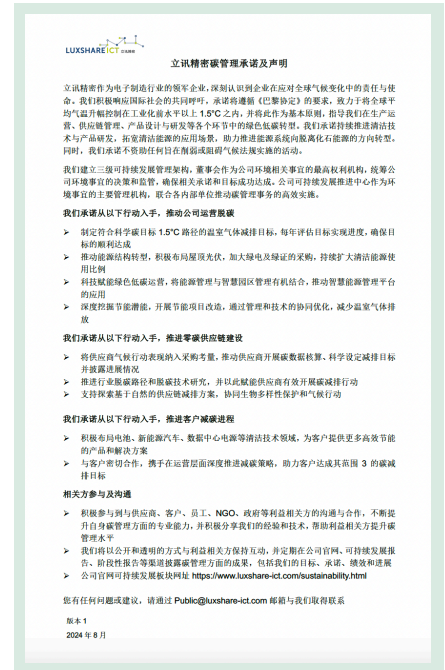 LUXSHARE ICT 立讯精密
立讯精密碳管理承诺及声明
立讯精密作为电子制造行业的领军企业，深刻认识到企业在应对全球气候变化中的责任与使
命。我们积极响应国际社会的共同呼吁，承诺将遵循《巴黎协定》的要求，致力于将全球平
均气温升幅控制在工业化前水平以上 1.5°C 之内，并将此作为基本原则，指导我们在生产运
营、供应链管理、产品设计与研发等各个环节中的绿色低碳转型。我们承诺持续推进清洁技
术与产品研发，拓宽清洁能源的应用场景，助力推进能源系统向脱离化石能源的方向转型。
同时，我们承诺不资助任何旨在削弱或阻碍气候法规实施的活动。
我们建立三级可持续发展管理架构，董事会作为公司环境相关事宜的最高权利机构，统筹公
司环境事宜的决策和监管，确保相关承诺和目标成功达成。公司可持续发展推进中心作为环
境事宜的主要管理机构，联合各内部单位推动碳管理事务的高效实施。
我们承诺从以下行动入手，推动公司运营脱碳
➢ 制定符合科学碳目标 1.5°C 路径的温室气体减排目标，每年评估目标实现进度，确保目
标的顺利达成
➢ 推动能源结构转型，积极布局屋顶光伏，加大绿电及绿证的采购，持续扩大清洁能源使
用比例
➢ 科技赋能绿色低碳运营，将能源管理与智慧园区管理有机结合，推动智慧能源管理平台
的应用
➢ 深度挖掘节能潜能，开展节能项目改造，通过管理和技术的协同优化，减少温室气体排
放
我们承诺从以下行动入手，推进零碳供应链建设
➢ 将供应商气候行动表现纳入采购考量，推动供应商开展碳数据核算、科学设定减排目标
并披露进展情况
➢ 推进行业脱碳路径和脱碳技术研究，并以此赋能供应商有效开展碳减排行动
➢ 支持探索基于自然的供应链减排方案，协同生物多样性保护和气候行动
我们承诺从以下行动入手，推进客户减碳进程
➢ 积极布局电池、新能源汽车、数据中心电源等清洁技术领域，为客户提供更多高效节能
的产品和解决方案
➢ 与客户密切合作，携手在运营层面深度推进减碳策略，助力客户达成其范围 3 的碳减
排目标
相关方参与及沟通
➢ 积极参与到与供应商、客户、员工、NGO、政府等利益相关方的沟通与合作，不断提
升自身碳管理方面的专业能力，并积极分享我们的经验和技术，帮助利益相关方提升碳
管理水平
➢ 我们将以公开和透明的方式与利益相关方保持互动，并定期在公司官网、可持续发展报
告、阶段性报告等渠道披露碳管理方面的成果，包括我们的目标、承诺、绩效和进展
➢ 公司官网可持续发展板块网址 https://www.luxshare-ict.com/sustainability.html
您有任何问题或建议，请通过 Public@luxshare-ict.com 邮箱与我们取得联系
版本 1
2024 年 8 月